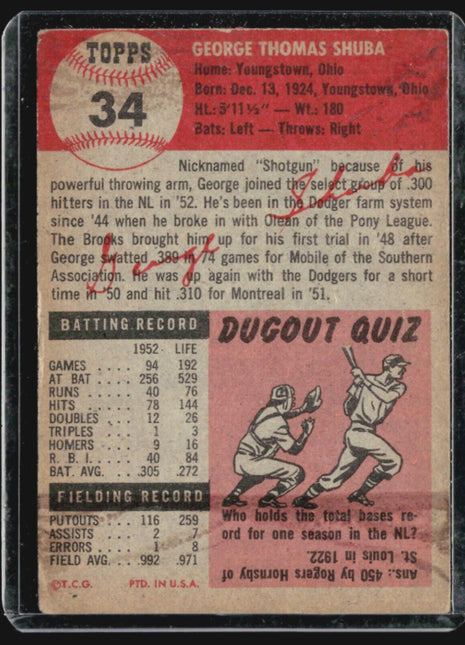 TOPPS
34
GEORGE THOMAS SHUBA
Home: Youngstown, Ohio
Born: Dec. 13, 1924, Youngstown, Ohio
Ht.: 5'11½" — Wt.: 180
Bats: Left — Throws: Right
Nicknamed "Shotgun" because of his
powerful throwing arm, George joined the select group of .300
hitters in the NL in '52. He's been in the Dodger farm system
since '44 when he broke in with Olean of the Pony League.
The Brooks brought him up for his first trial in '48 after
George swatted .389 in 74 games for Mobile of the Southern
Association. He was up again with the Dodgers for a short
time in '50 and hit .310 for Montreal in '51.
George Shuba
BATTING RECORD
1952 LIFE
GAMES .... 94 192
AT BAT .... 256 529
RUNS .... 40 76
HITS .... 78 144
DOUBLES .. 12 26
TRIPLES .. 1 3
HOMERS .. 9 16
R. B. I. .... 40 84
BAT. AVG. ... .305 .272
FIELDING RECORD
PUTOUTS .. 116 259
ASSISTS ... 2 7
ERRORS .... 1 8
FIELD AVG. .992 .971
©T.C.G. PTD. IN U.S.A.
DUGOUT QUIZ
Who holds the total bases re-
cord for one season in the NL?
Ans.: 450 by Rogers Hornsby of
St. Louis in 1922.